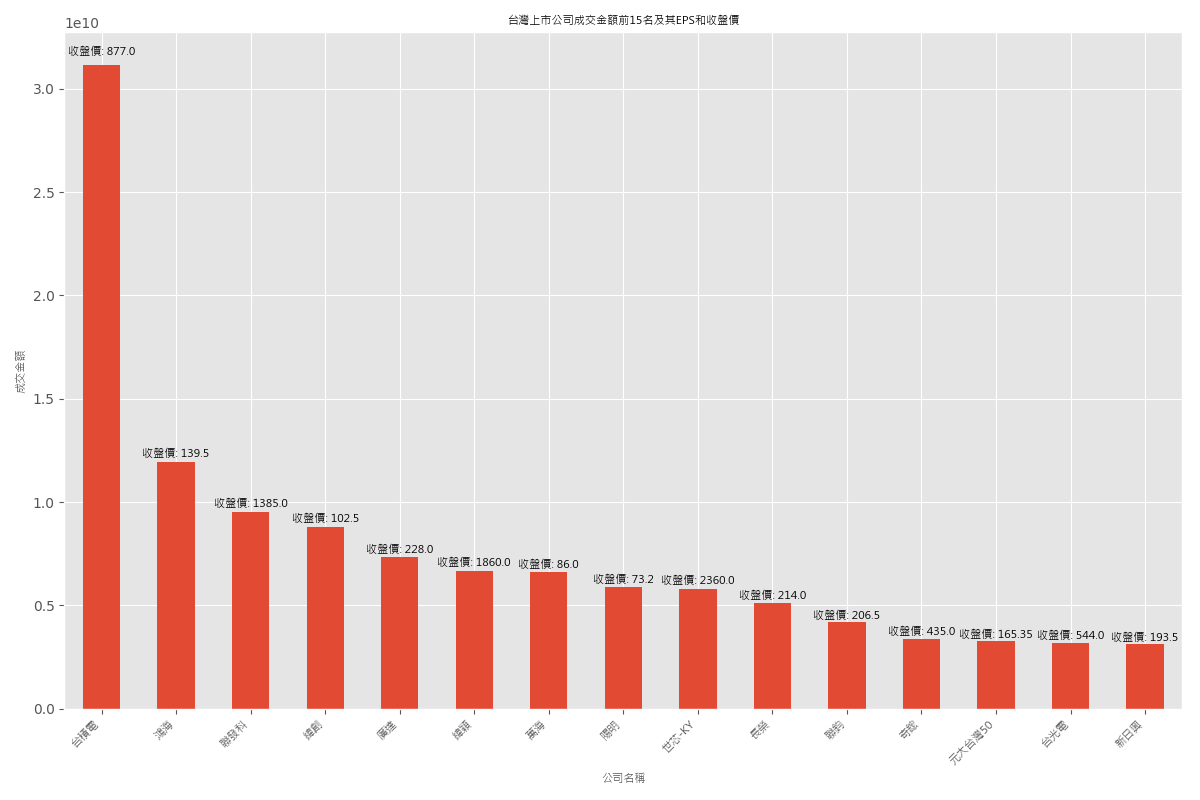 台灣上市公司成交金額前15名及其EPS和收盤價
1e10
3.0
2.5
2.0
1.5
1.0
0.5
0.0
成交金額
收盤價: 877.0
收盤價: 139.5
收盤價: 1385.0
收盤價: 102.5
收盤價: 228.0
收盤價: 1860.0
收盤價: 86.0
收盤價: 73.2
收盤價: 2360.0
收盤價: 214.0
收盤價: 206.5
收盤價: 435.0
收盤價: 165.35
收盤價: 544.0
收盤價: 193.5
台積電
鴻海
聯發科
緯創
廣達
緯穎
萬海
陽明
世芯-KY
長榮
聯鈞
奇鋐
元大台灣50
台光電
新日興
公司名稱